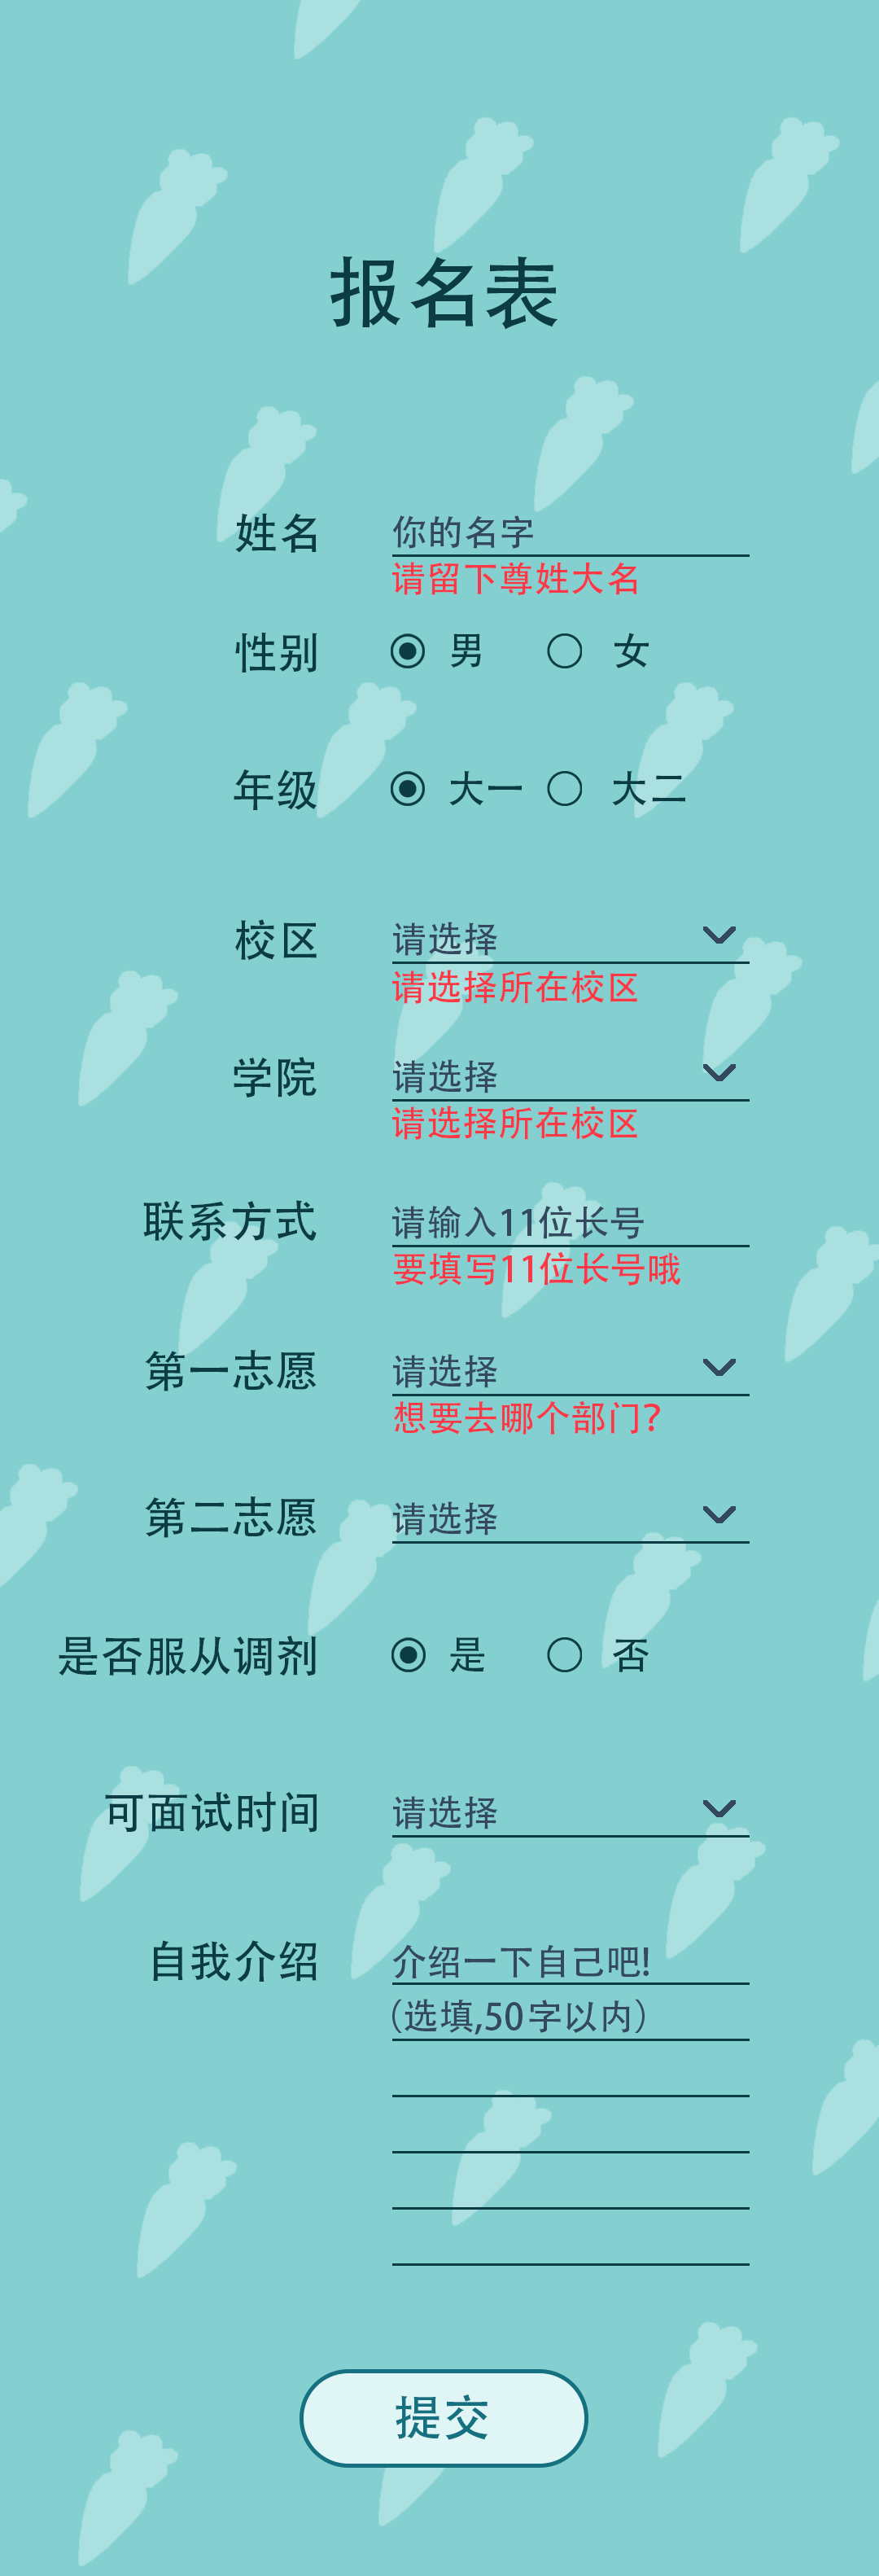 报名表
姓名 你的名字
请留下尊姓大名
性别 男 女
年级 大一 大二
校区 请选择
请选择所在校区
学院 请选择
请选择所在校区
联系方式 请输入11位长号
要填写11位长号哦
第一志愿 请选择
想要去哪个部门?
第二志愿 请选择
是否服从调剂 是 否
可面试时间 请选择
自我介绍 介绍一下自己吧!
(选填,50字以内)
提交